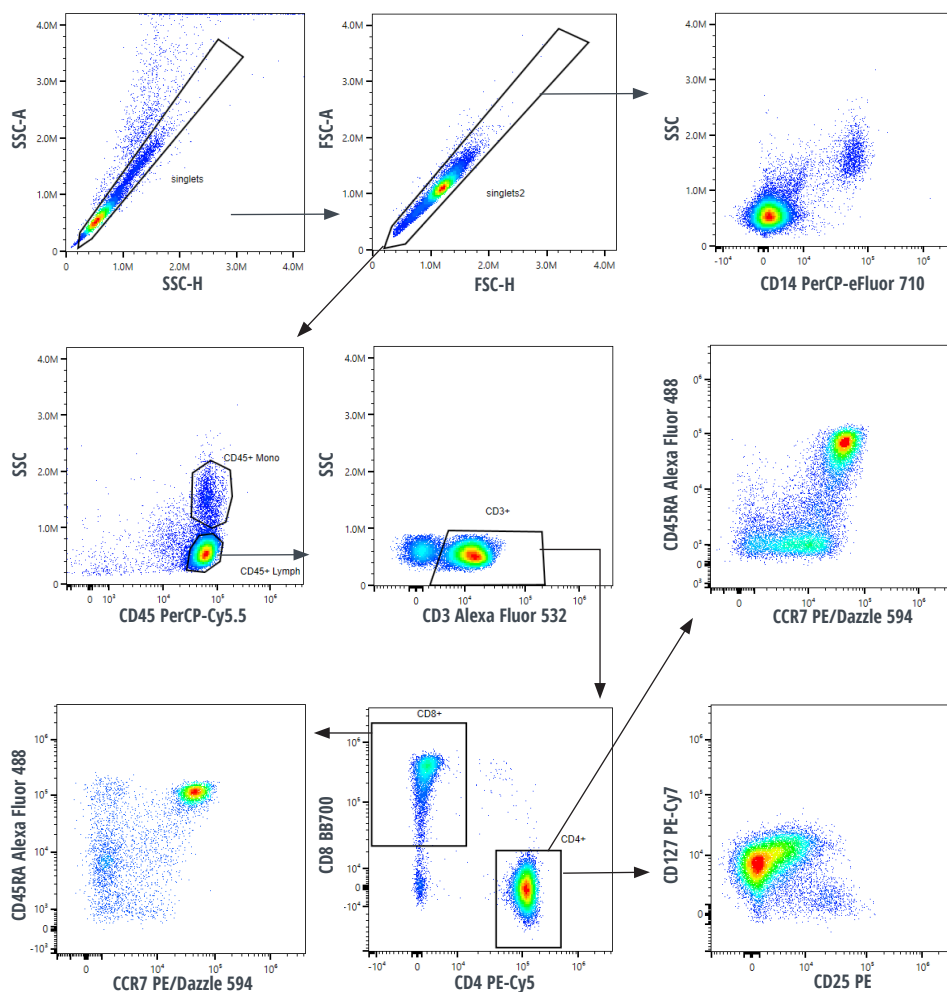 4.0M
3.0M
2.0M
1.0M
0
SSC-A
singlets
0 1.0M 2.0M 3.0M 4.0M
SSC-H
4.0M
3.0M
2.0M
1.0M
0
FSC-A
singlets2
0 1.0M 2.0M 3.0M 4.0M
FSC-H
4.0M
3.0M
2.0M
1.0M
0
SSC
-10⁴ 0 10⁴ 10⁵ 10⁶
CD14 PerCP-eFluor 710
4.0M
3.0M
2.0M
1.0M
0
SSC
CD45+ Mono
CD45+ Lymph
0 10³ 10⁴ 10⁵ 10⁶
CD45 PerCP-Cy5.5
4.0M
3.0M
2.0M
1.0M
0
SSC
CD3+
0 10⁴ 10⁵ 10⁶
CD3 Alexa Fluor 532
0⁶
0⁵
0⁴
0³
0
0³
CD45RA Alexa Fluor 488
0 10⁴ 10⁵ 10⁶
CCR7 PE/Dazzle 594
10⁶
10⁵
10⁴
10³
0
-10³
CD45RA Alexa Fluor 488
0 10⁴ 10⁵ 10⁶
CCR7 PE/Dazzle 594
CD8+
10⁶
10⁵
10⁴
0
-10⁴
CD8 BB700
CD4+
-10⁴ 0 10⁴ 10⁵ 10⁶
CD4 PE-Cy5
10⁶
10⁵
10⁴
0
CD127 PE-Cy7
0 10⁴ 10⁵ 10⁶
CD25 PE